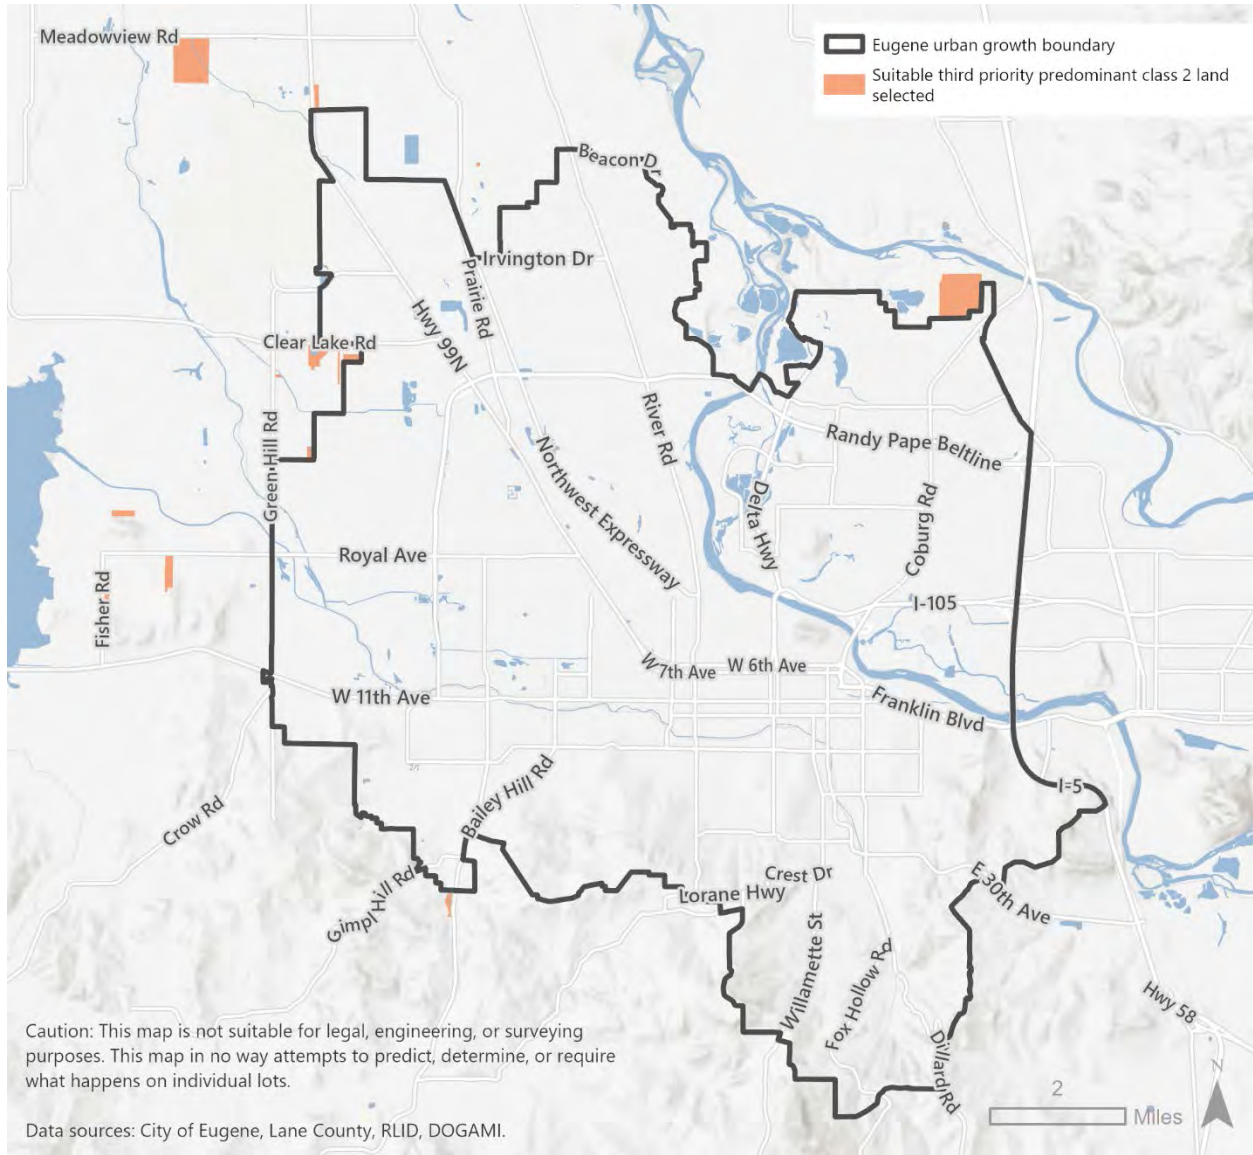 Meadowview Rd
Eugene urban growth boundary
Suitable third priority predominant class 2 land
selected
Beacon Dr
Irvington Dr
Prairie Rd
Hwy 99N
Clear Lake Rd
Green Hill Rd
River Rd
Randy Pape Beltline
Northwest Expressway
Delta Hwy
Coburg Rd
Royal Ave
Fisher Rd
I-105
W 7th Ave
W 6th Ave
W 11th Ave
Franklin Blvd
I-5
Bailey Hill Rd
Crow Rd
Gimpl Hill Rd
Crest Dr
Lorane Hwy
E 30th Ave
Willamette St
Fox Hollow Rd
Hwy 58
Dillard Rd
Caution: This map is not suitable for legal, engineering, or surveying
purposes. This map in no way attempts to predict, determine, or require
what happens on individual lots.
Data sources: City of Eugene, Lane County, RLID, DOGAMI.
2
Miles
N